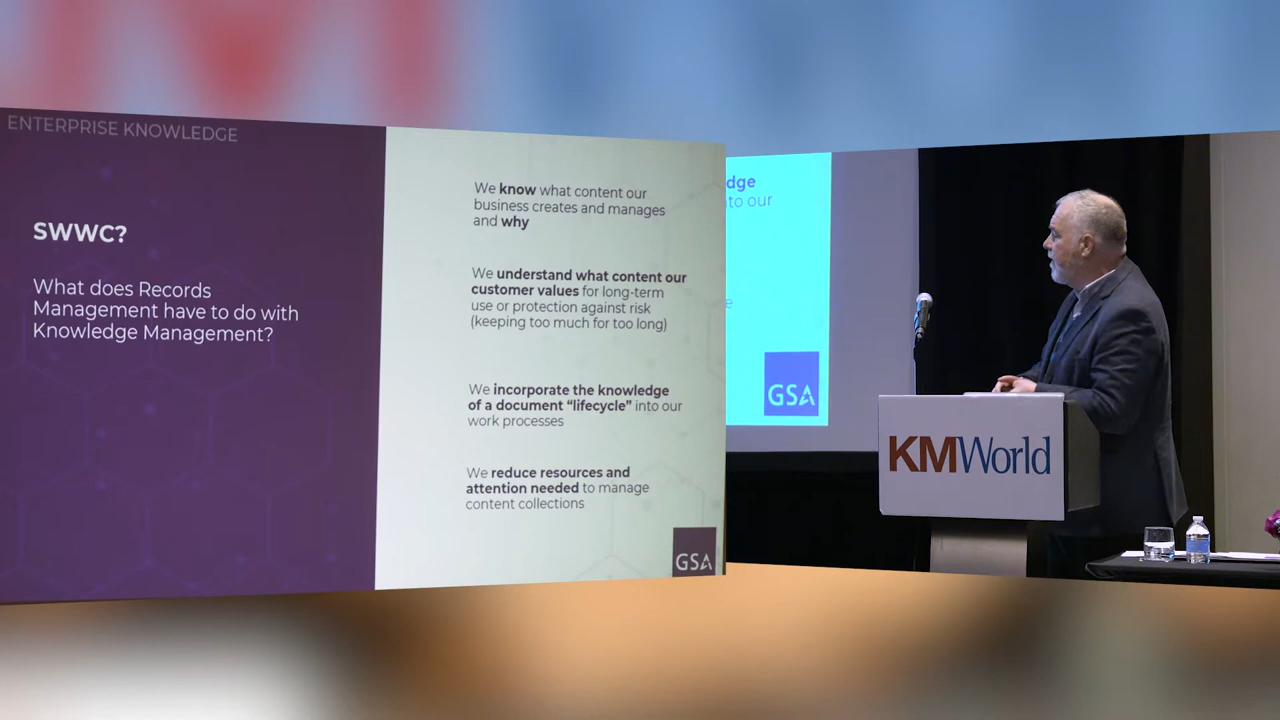 ENTERPRISE KNOWLEDGE
SWWC?
What does Records
Management have to do with
Knowledge Management?
We know what content our
business creates and manages
and why
We understand what content our
customer values for long-term
use or protection against risk
(keeping too much for too long)
We incorporate the knowledge
of a document “lifecycle” into our
work processes
We reduce resources and
attention needed to manage
content collections
GSA
dge
to our
e
GSA
KMWorld